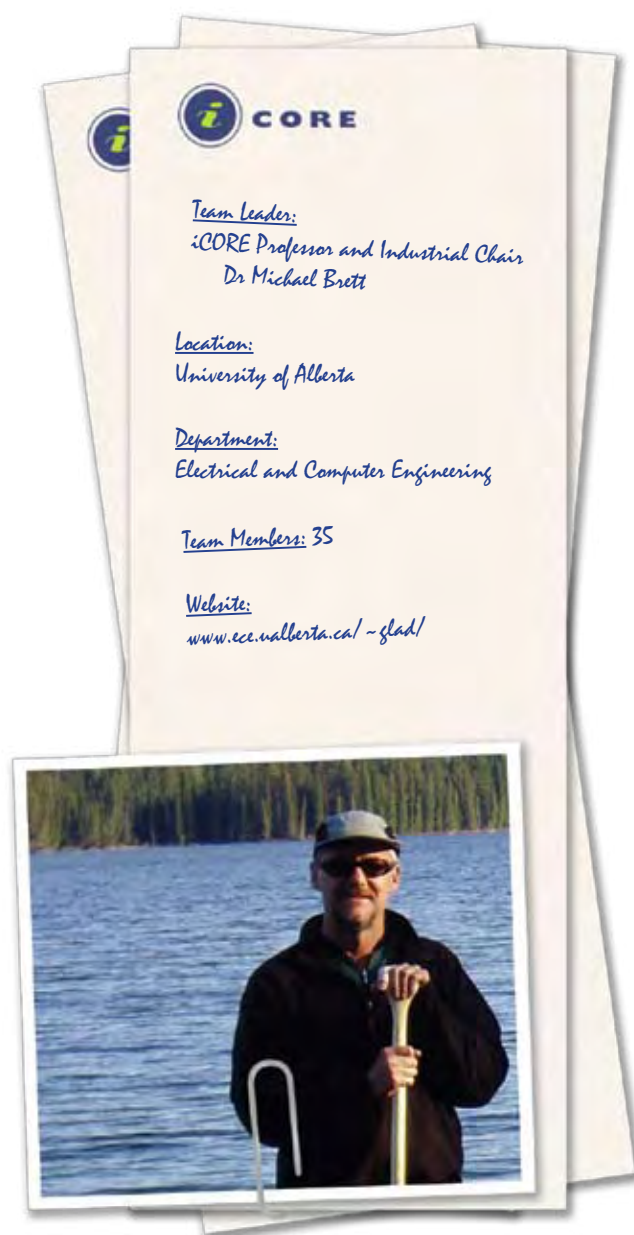 i CORE
i
Team Leader:
iCORE Professor and Industrial Chair
Dr Michael Brett
Location:
University of Alberta
Department:
Electrical and Computer Engineering
Team Members: 35
Website:
www.ece.ualberta.ca/~glad/